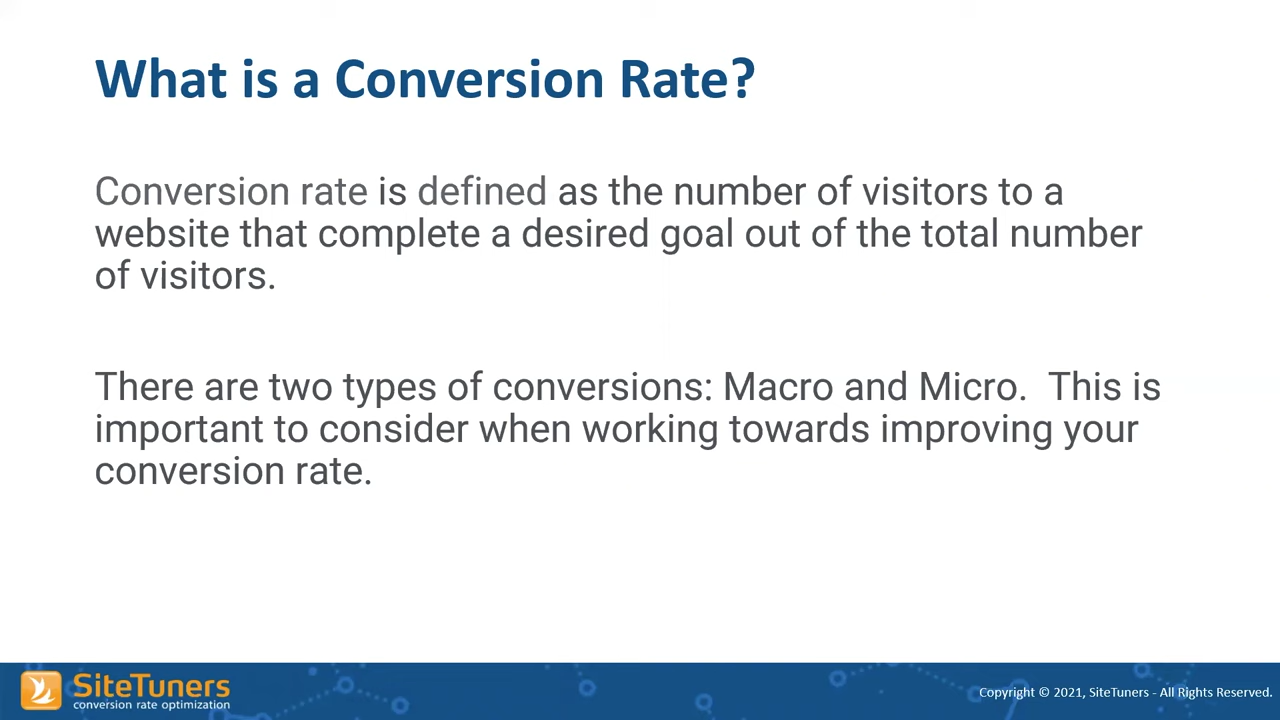 What is a Conversion Rate?
Conversion rate is defined as the number of visitors to a
website that complete a desired goal out of the total number
of visitors.
There are two types of conversions: Macro and Micro.  This is
important to consider when working towards improving your
conversion rate.
SiteTuners
conversion rate optimization
Copyright © 2021, SiteTuners - All Rights Reserved.